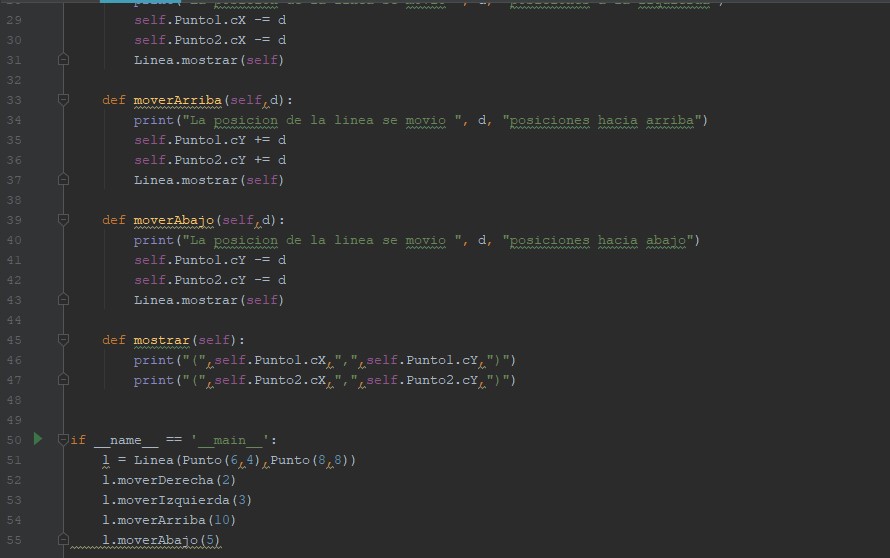 29 self.Punto1.cX -= d
30 self.Punto2.cX -= d
31 Linea.mostrar(self)
32
33 def moverArriba(self,d):
34 print("La posicion de la linea se movio ", d, "posiciones hacia arriba")
35 self.Punto1.cY += d
36 self.Punto2.cY += d
37 Linea.mostrar(self)
38
39 def moverAbajo(self,d):
40 print("La posicion de la linea se movio ", d, "posiciones hacia abajo")
41 self.Punto1.cY -= d
42 self.Punto2.cY -= d
43 Linea.mostrar(self)
44
45 def mostrar(self):
46 print("(",self.Punto1.cX,",",self.Punto1.cY,")")
47 print("(",self.Punto2.cX,",",self.Punto2.cY,")")
48
49
50 if __name__ == '__main__':
51 l = Linea(Punto(6,4),Punto(8,8))
52 l.moverDerecha(2)
53 l.moverIzquierda(3)
54 l.moverArriba(10)
55 l.moverAbajo(5)